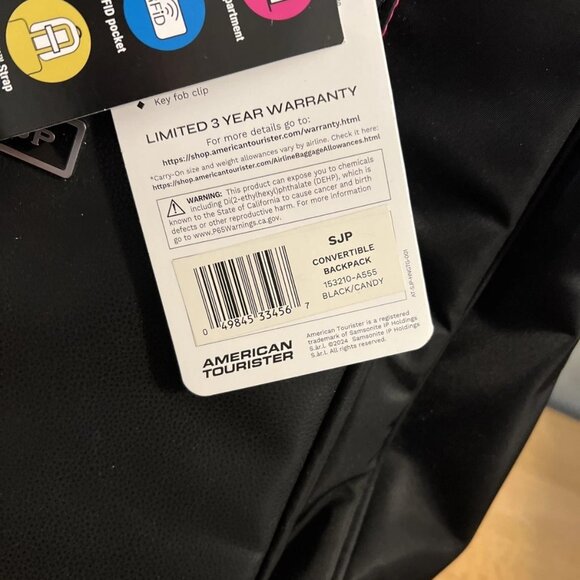 Strap
RFID pocket
RFiD
Key fob clip
LIMITED 3 YEAR WARRANTY
For more details go to:
https://shop.americantourister.com/warranty.html
*Carry-On size and weight allowances vary by airline. Check it here:
https://shop.americantourister.com/AirlineBaggageAllowances.html
WARNING: This product can expose you to chemicals
including Di(2-ethylhexyl)phthalate (DEHP), which is
known to the State of California to cause cancer and birth
defects or other reproductive harm. For more information
go to www.P65Warnings.ca.gov.
SJP
CONVERTIBLE
BACKPACK
153210-A555
BLACK/CANDY
0 49845 33456 7
AMERICAN
TOURISTER
American Tourister is a registered
trademark of Samsonite IP Holdings
S.àr.l. ©2024 Samsonite IP Holdings
S.àr.l. All rights reserved.